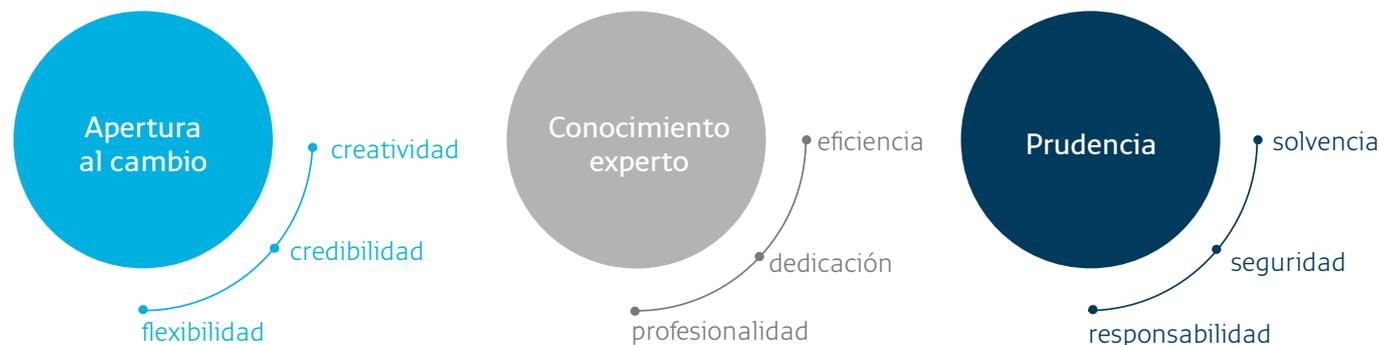 Apertura
al cambio
creatividad
credibilidad
flexibilidad
Conocimiento
experto
eficiencia
dedicación
profesionalidad
Prudencia
solvencia
seguridad
responsabilidad